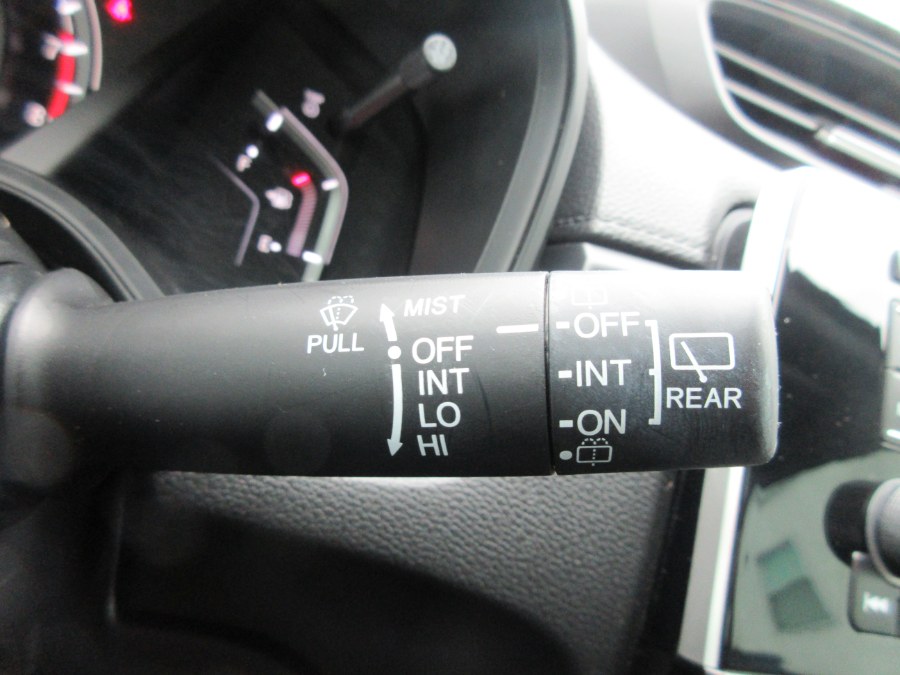 MIST
PULL
OFF
INT
LO
HI
OFF
INT
ON
REAR